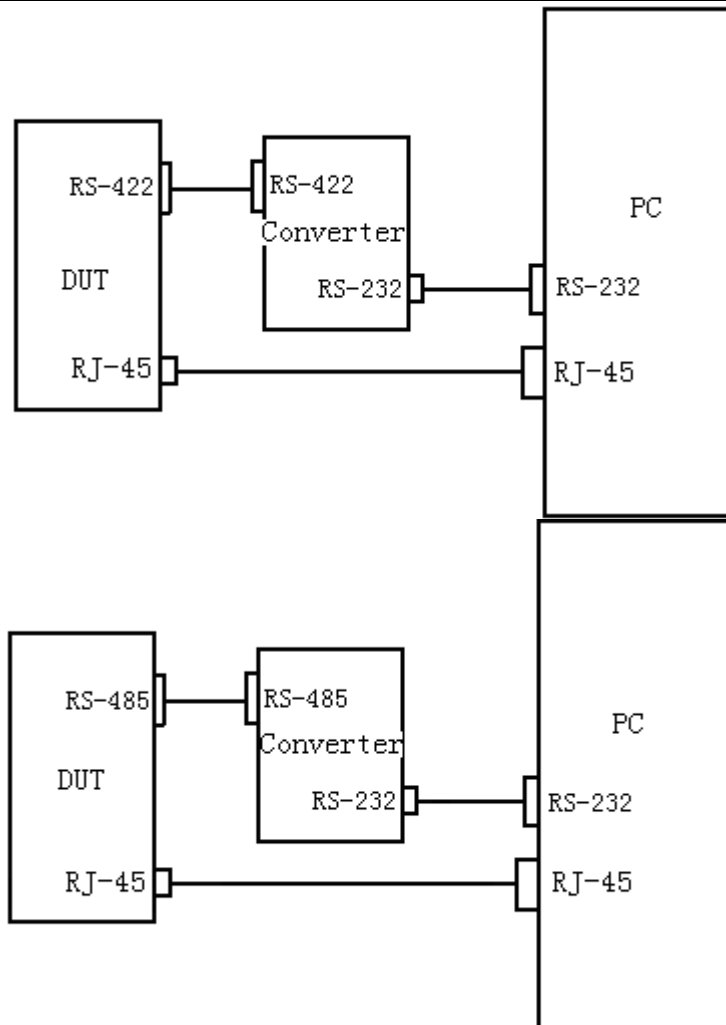 RS-422
RS-422
PC
Converter
DUT
RS-232
RS-232
RJ-45
RJ-45
RS-485
RS-485
PC
Converter
DUT
RS-232
RS-232
RJ-45
RJ-45